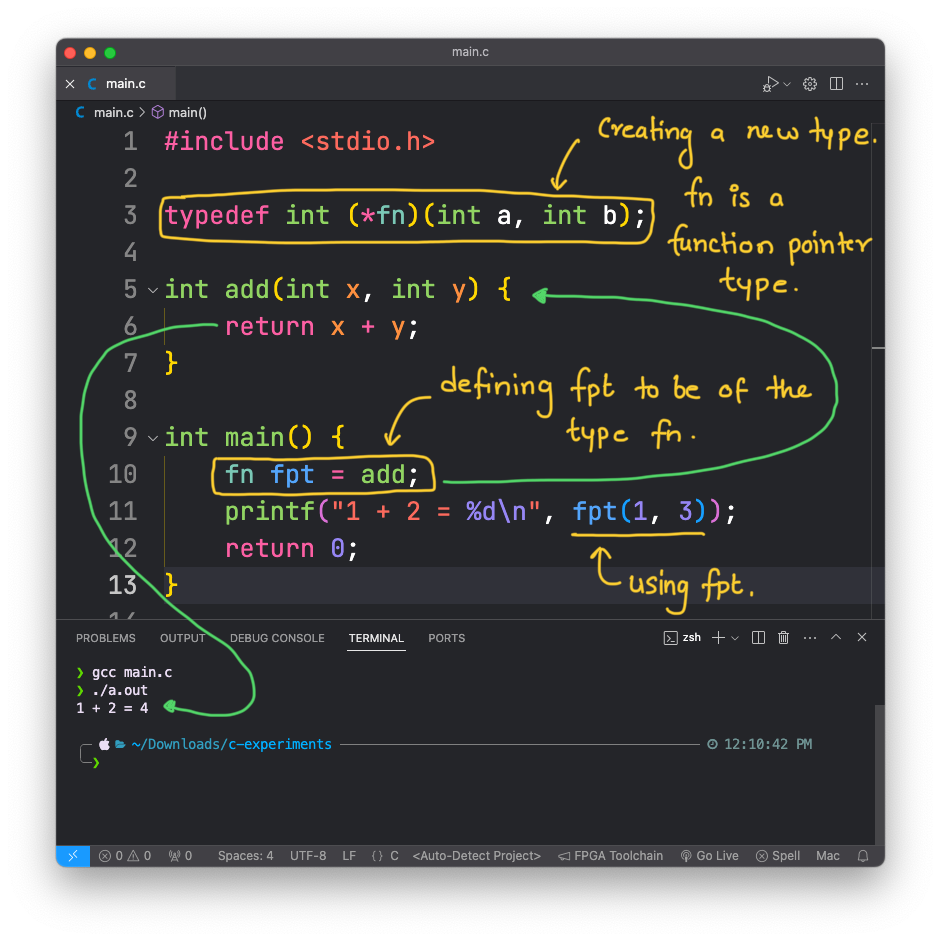 main.c
main.c
main.c > main()
1 #include <stdio.h>
Creating a new type.
2
fn is a
3 typedef int (*fn)(int a, int b);
function pointer
4
type.
5 int add(int x, int y) {
6 return x + y;
7 }
8
defining fpt to be of the
type fn.
9 int main() {
10 fn fpt = add;
11 printf("1 + 2 = %d\n", fpt(1, 3));
12 return 0;
13 }
using fpt.
14
PROBLEMS OUTPUT DEBUG CONSOLE TERMINAL PORTS zsh
❯ gcc main.c
❯ ./a.out
1 + 2 = 4
~/Downloads/c-experiments 12:10:42 PM
❯
0 0 0 Spaces: 4 UTF-8 LF {} C <Auto-Detect Project> FPGA Toolchain Go Live Spell Mac